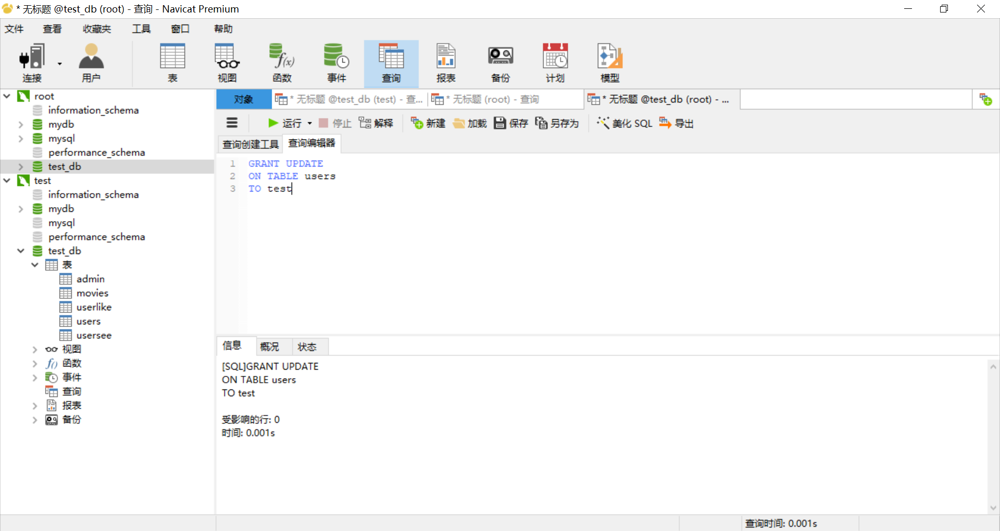 * 无标题 @test_db (root) - 查询 - Navicat Premium
文件 查看 收藏夹 工具 窗口 帮助
连接 用户 表 视图 函数 事件 查询 报表 备份 计划 模型
root
information_schema
mydb
mysql
performance_schema
test_db
test
information_schema
mydb
mysql
performance_schema
test_db
表
admin
movies
userlike
users
usersee
视图
函数
事件
查询
报表
备份
对象 * 无标题 @test_db (test) - 查... * 无标题 (root) - 查询 * 无标题 @test_db (root) - ...
运行 停止 解释 新建 加载 保存 另存为 美化 SQL 导出
查询创建工具 查询编辑器
1 GRANT UPDATE
2 ON TABLE users
3 TO test
信息 概况 状态
[SQL]GRANT UPDATE
ON TABLE users
TO test
受影响的行: 0
时间: 0.001s
查询时间: 0.001s